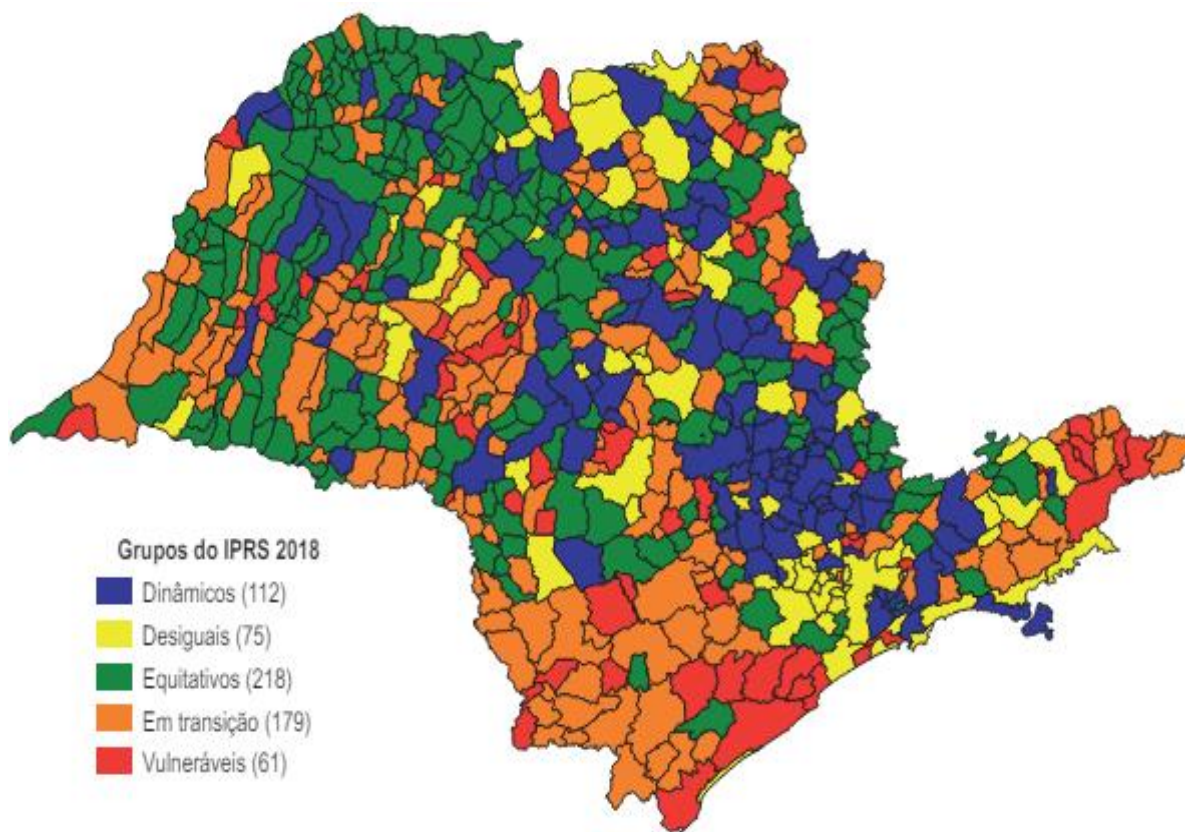 Grupos do IPRS 2018
Dinâmicos (112)
Desiguais (75)
Equitativos (218)
Em transição (179)
Vulneráveis (61)